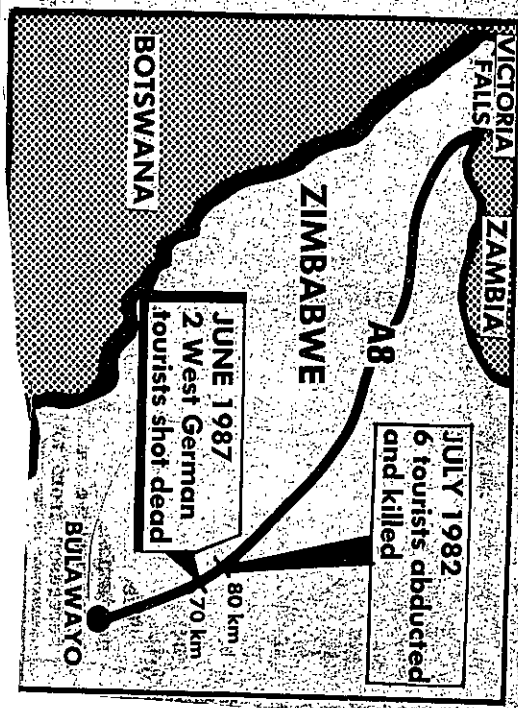 VICTORIA
FALLS
ZAMBIA
BOTSWANA
ZIMBABWE
A8
JULY 1982
6 tourists abducted
and killed
JUNE 1987
2 West German
tourists shot dead
80 km
70 km
BULAWAYO